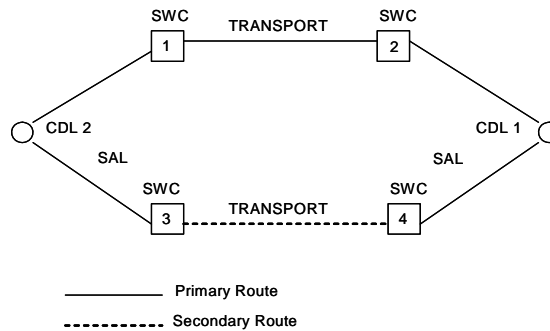 SWC
SWC
TRANSPORT
1
2
CDL 2
CDL 1
SAL
SAL
SWC
SWC
TRANSPORT
3
4
Primary Route
Secondary Route